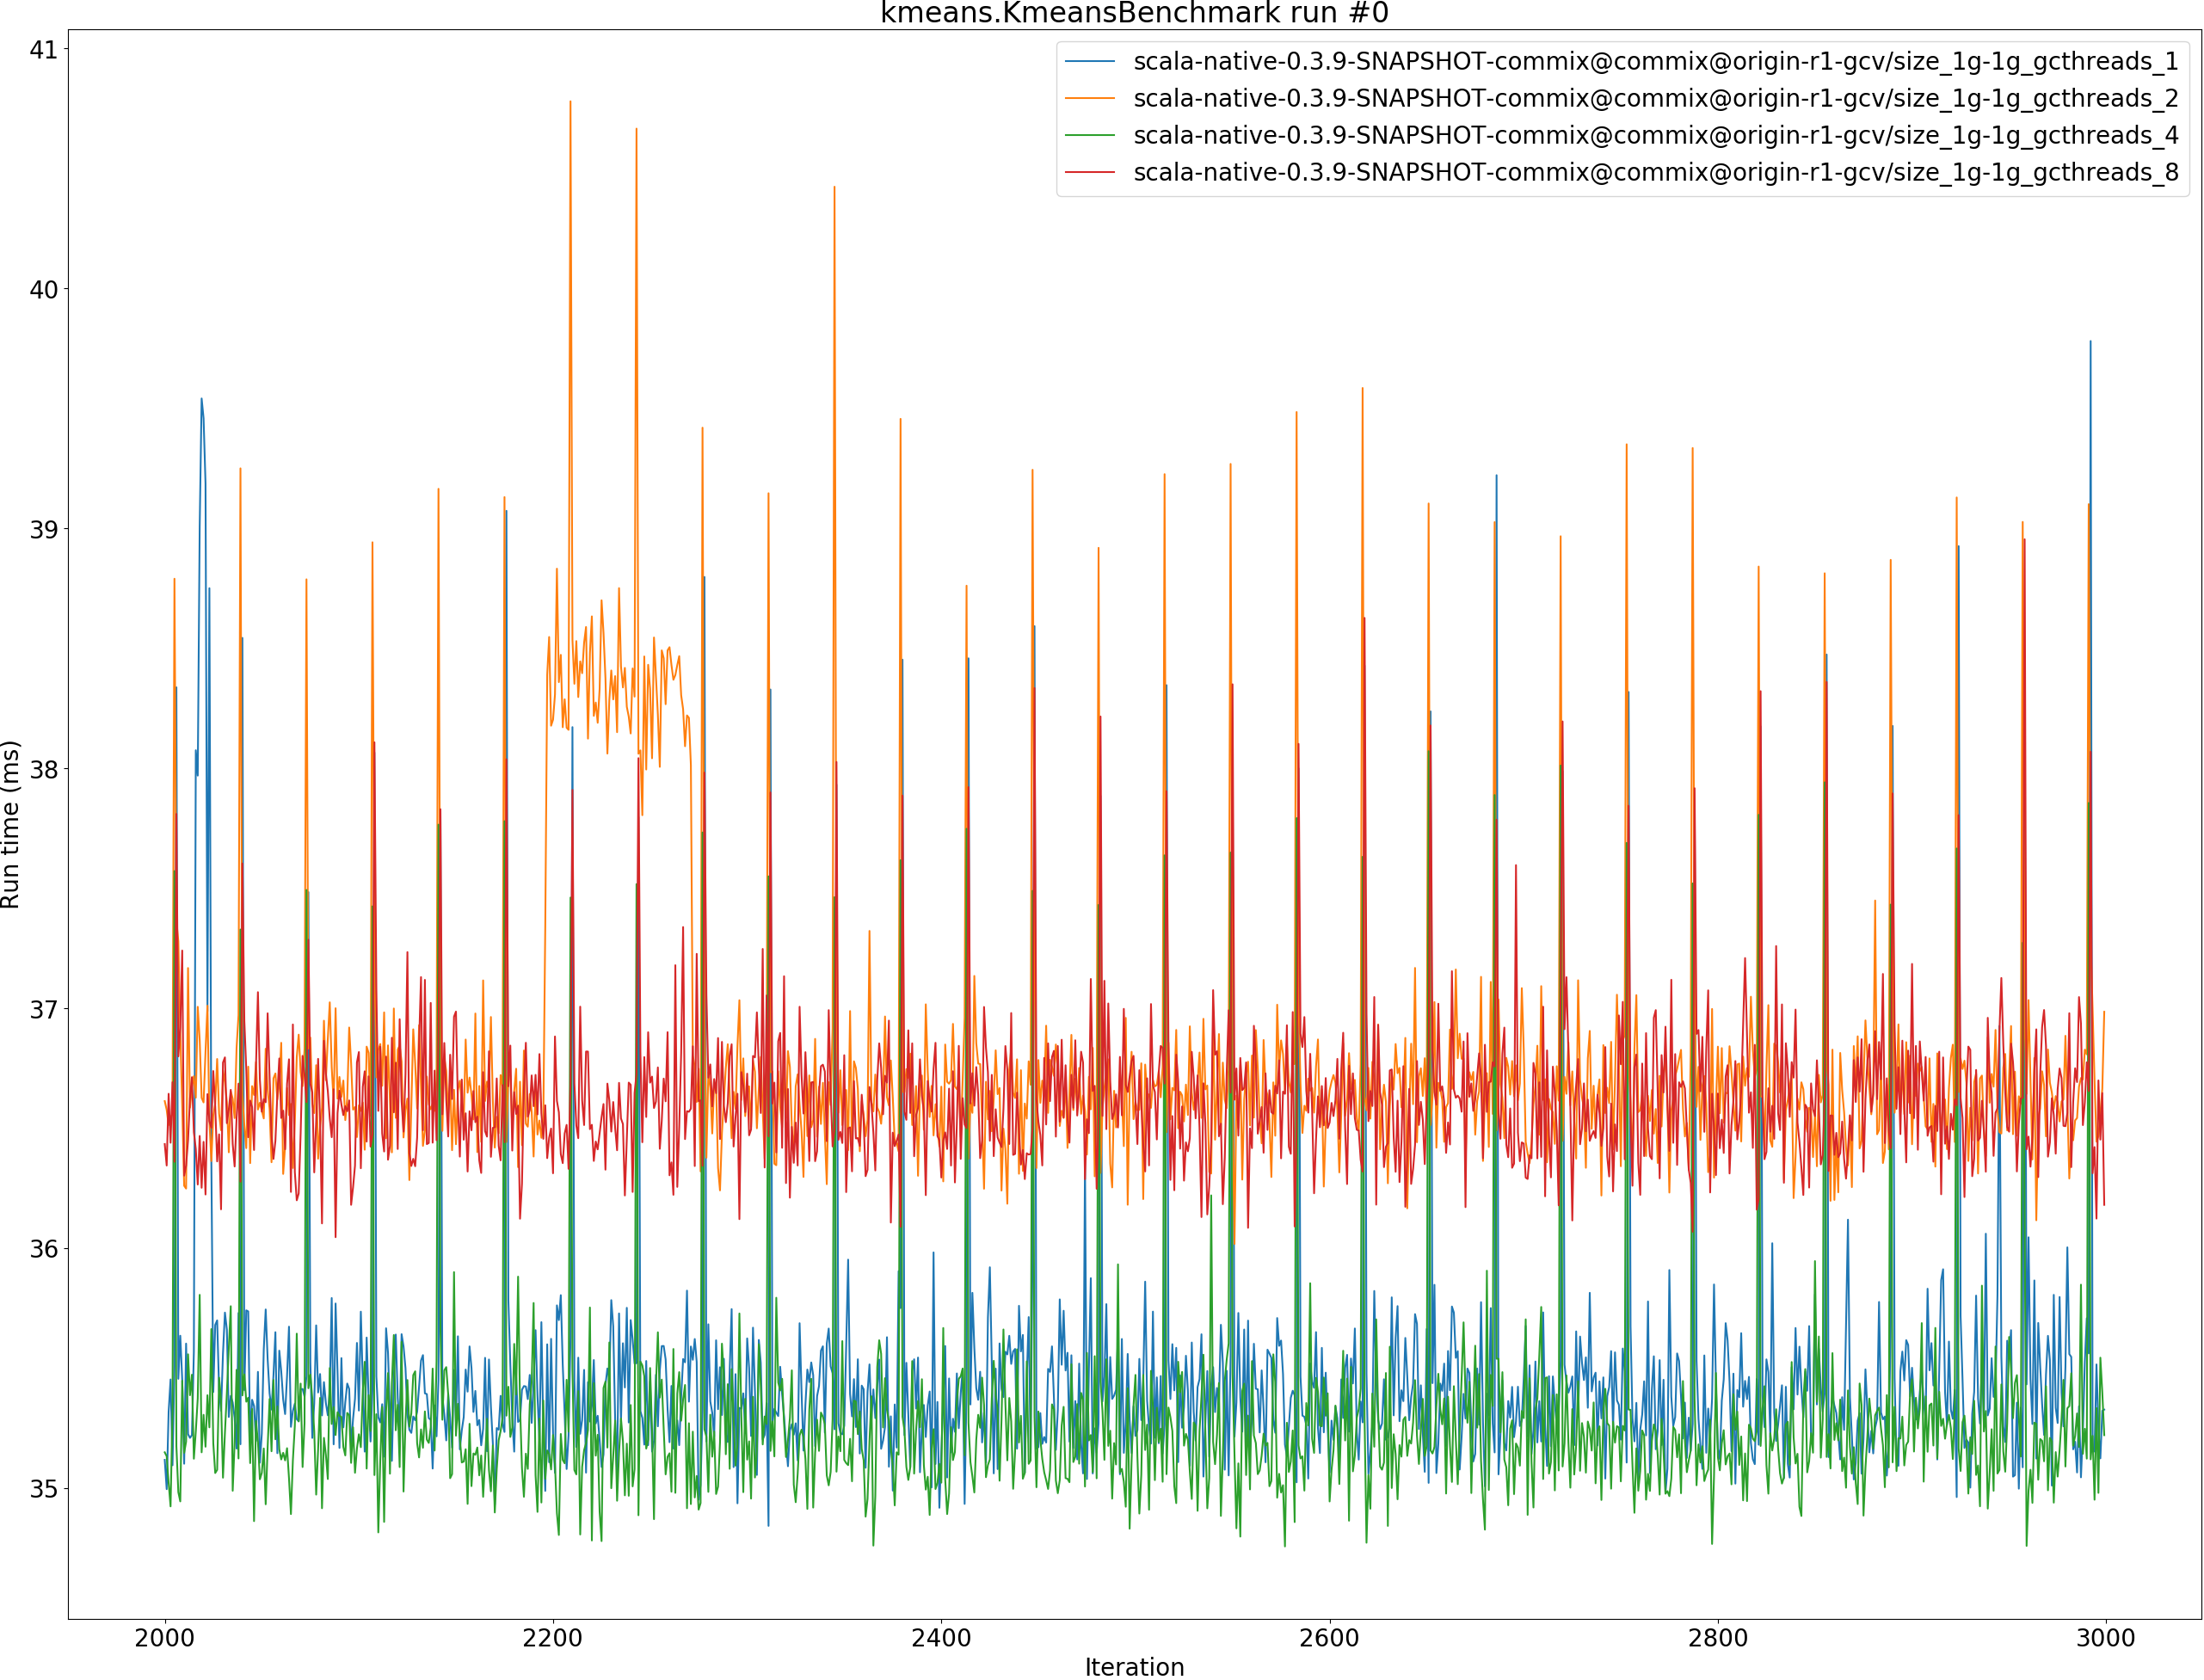 kmeans.KmeansBenchmark run #0
scala-native-0.3.9-SNAPSHOT-commix@commix@origin-r1-gcv/size_1g-1g_gcthreads_1
scala-native-0.3.9-SNAPSHOT-commix@commix@origin-r1-gcv/size_1g-1g_gcthreads_2
scala-native-0.3.9-SNAPSHOT-commix@commix@origin-r1-gcv/size_1g-1g_gcthreads_4
scala-native-0.3.9-SNAPSHOT-commix@commix@origin-r1-gcv/size_1g-1g_gcthreads_8
Run time (ms)
41
40
39
38
37
36
35
2000 2200 2400 2600 2800 3000
Iteration